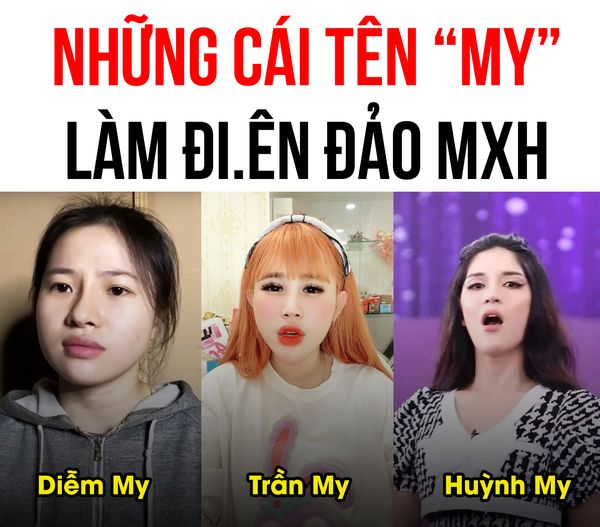 NHỮNG CÁI TÊN “MY”
LÀM ĐI.ÊN ĐẢO MXH
Diễm My
Trần My
Huỳnh My